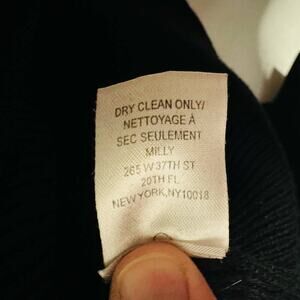 DRY CLEAN ONLY/
NETTOYAGE À
SEC SEULEMENT
MILLY
265 W 37TH ST
20TH FL
NEW YORK,NY10018